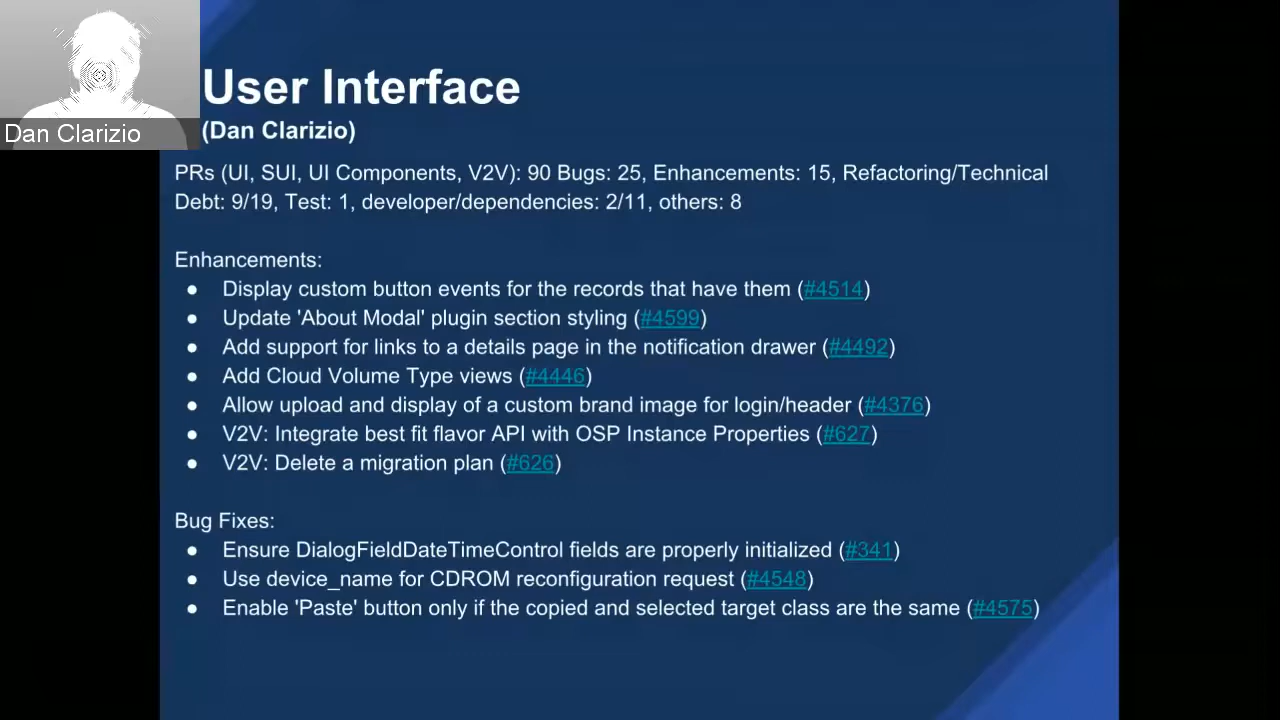 User Interface
(Dan Clarizio)
Dan Clarizio
PRs (UI, SUI, UI Components, V2V): 90 Bugs: 25, Enhancements: 15, Refactoring/Technical
Debt: 9/19, Test: 1, developer/dependencies: 2/11, others: 8
Enhancements:
● Display custom button events for the records that have them (#4514)
● Update 'About Modal' plugin section styling (#4599)
● Add support for links to a details page in the notification drawer (#4492)
● Add Cloud Volume Type views (#4446)
● Allow upload and display of a custom brand image for login/header (#4376)
● V2V: Integrate best fit flavor API with OSP Instance Properties (#627)
● V2V: Delete a migration plan (#626)
Bug Fixes:
● Ensure DialogFieldDateTimeControl fields are properly initialized (#341)
● Use device_name for CDROM reconfiguration request (#4548)
● Enable 'Paste' button only if the copied and selected target class are the same (#4575)